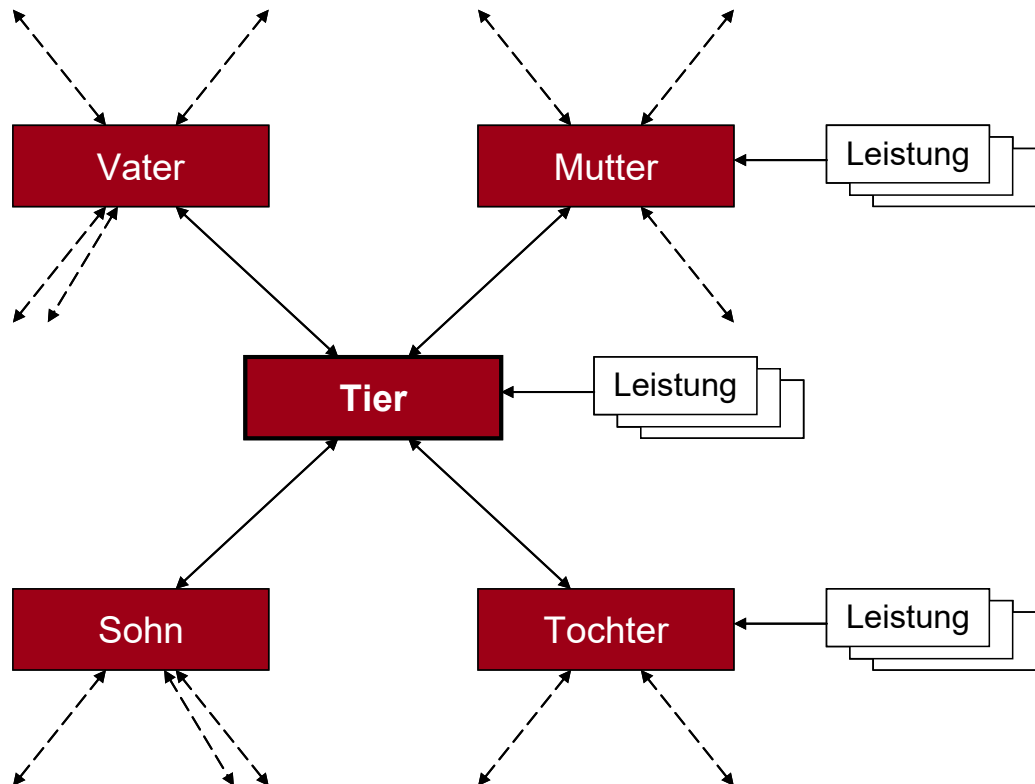 Vater
Mutter
Leistung
Tier
Leistung
Sohn
Tochter
Leistung